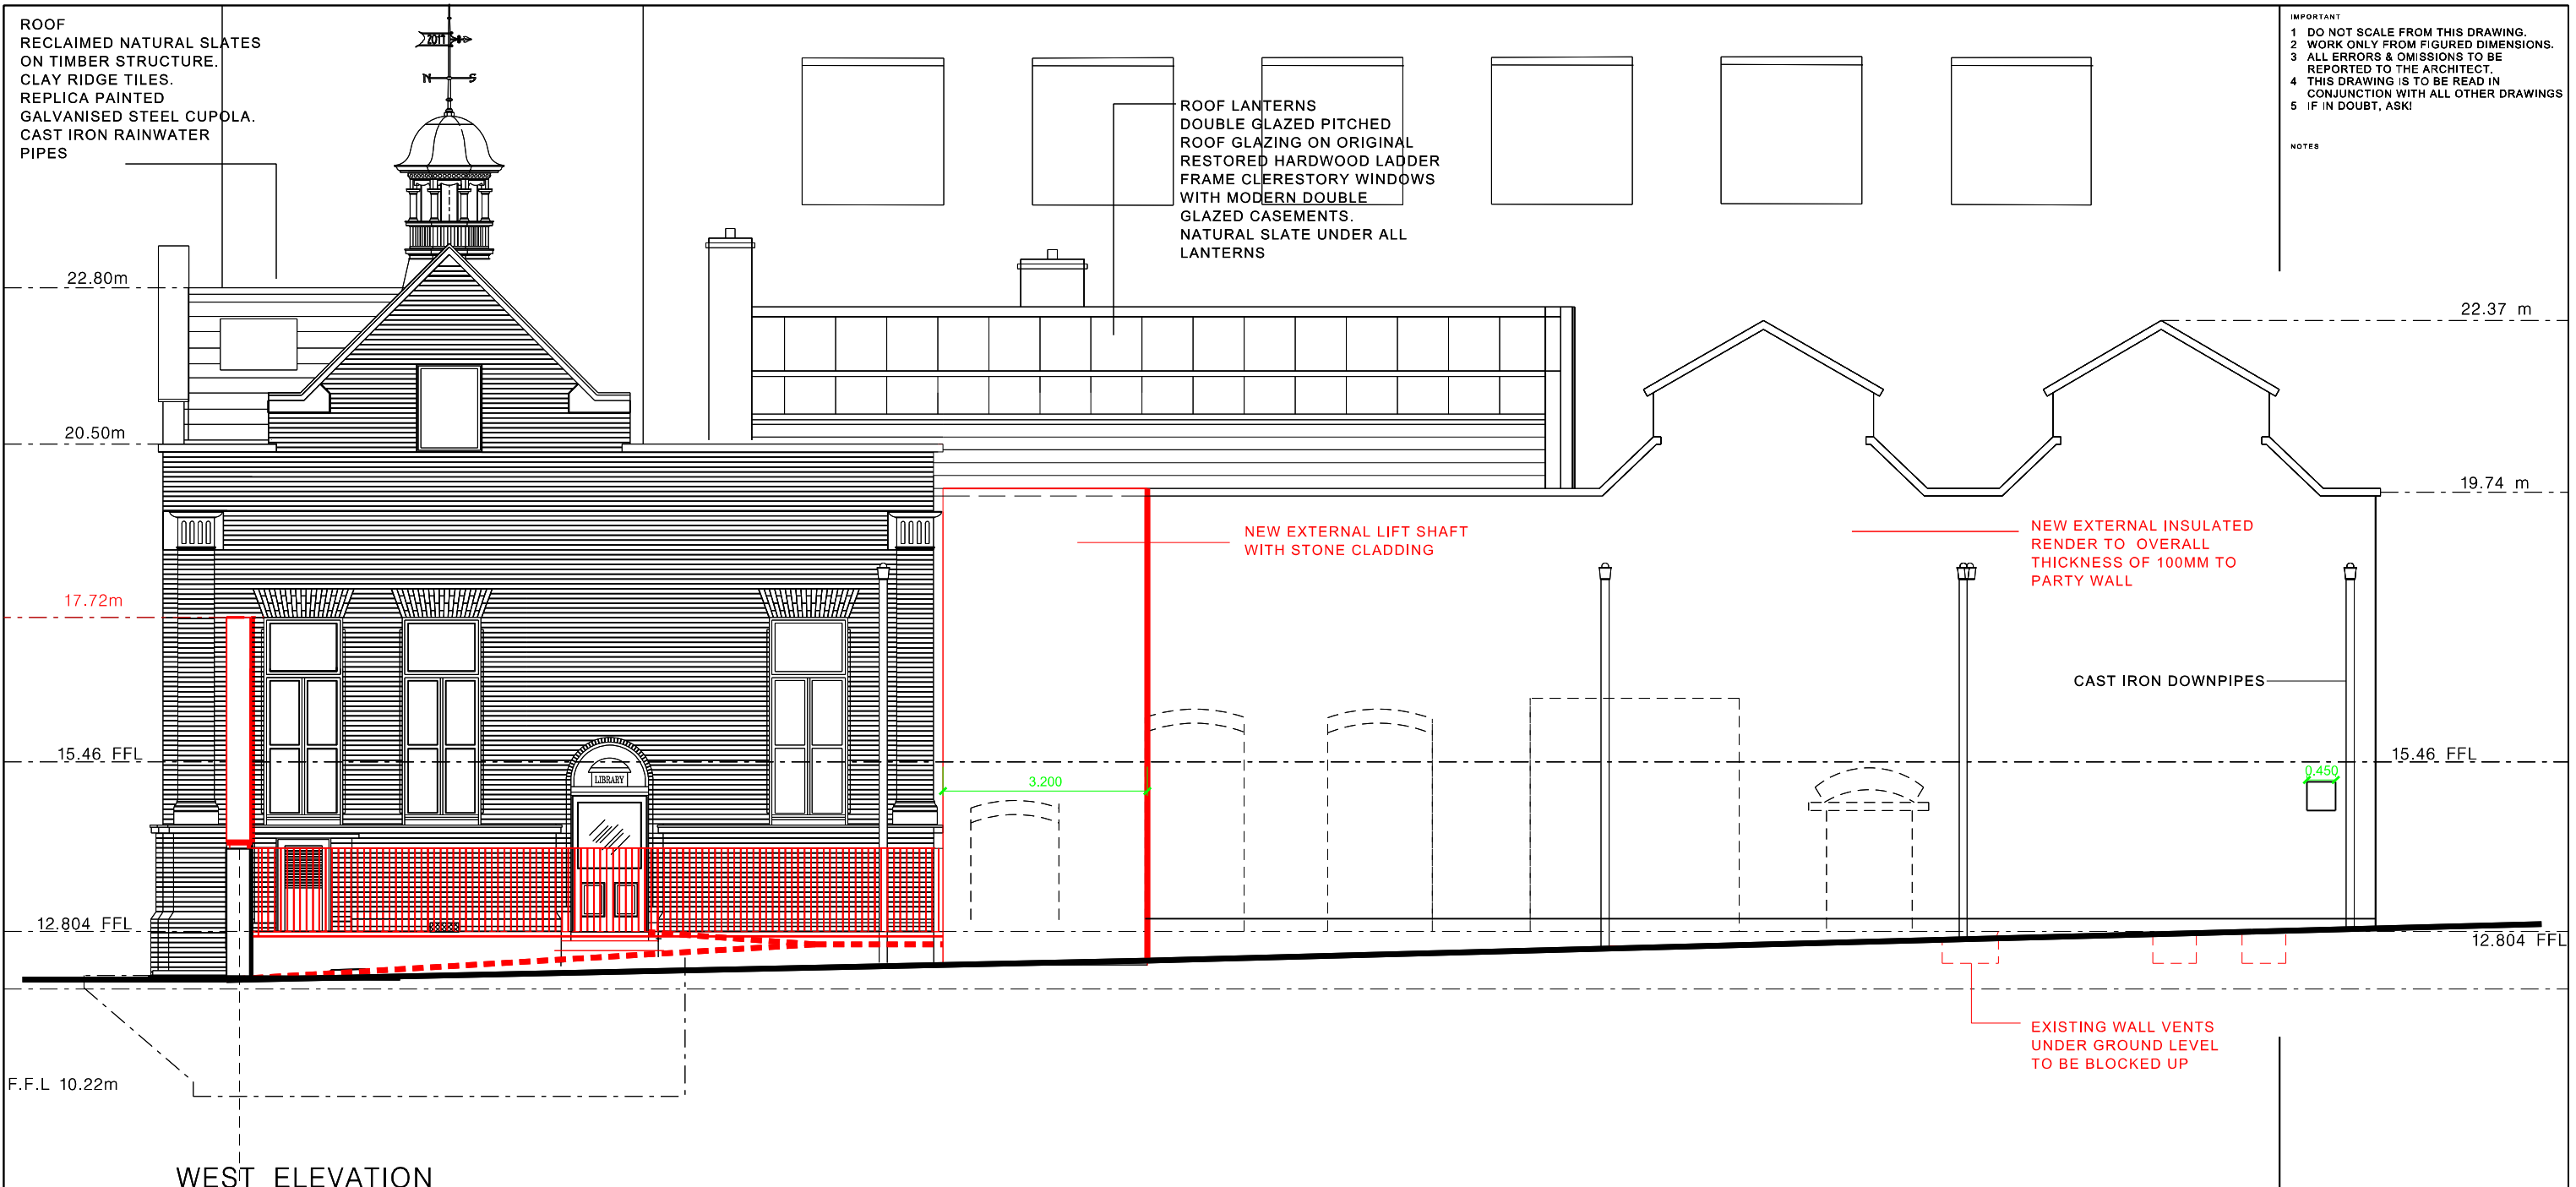 ROOF
RECLAIMED NATURAL SLATES
ON TIMBER STRUCTURE.
CLAY RIDGE TILES.
REPLICA PAINTED
GALVANISED STEEL CUPOLA.
CAST IRON RAINWATER
PIPES
2011
N S
ROOF LANTERNS
DOUBLE GLAZED PITCHED
ROOF GLAZING ON ORIGINAL
RESTORED HARDWOOD LADDER
FRAME CLERESTORY WINDOWS
WITH MODERN DOUBLE
GLAZED CASEMENTS.
NATURAL SLATE UNDER ALL
LANTERNS
IMPORTANT
1 DO NOT SCALE FROM THIS DRAWING.
2 WORK ONLY FROM FIGURED DIMENSIONS.
3 ALL ERRORS & OMISSIONS TO BE
REPORTED TO THE ARCHITECT.
4 THIS DRAWING IS TO BE READ IN
CONJUNCTION WITH ALL OTHER DRAWINGS
5 IF IN DOUBT, ASK!
NOTES
22.80m
22.37 m
20.50m
19.74 m
NEW EXTERNAL LIFT SHAFT
WITH STONE CLADDING
NEW EXTERNAL INSULATED
RENDER TO OVERALL
THICKNESS OF 100MM TO
PARTY WALL
17.72m
CAST IRON DOWNPIPES
15.46 FFL
15.46 FFL
LIBRARY
3.200
0.450
12.804 FFL
12.804 FFL
EXISTING WALL VENTS
UNDER GROUND LEVEL
TO BE BLOCKED UP
F.F.L 10.22m
WEST ELEVATION